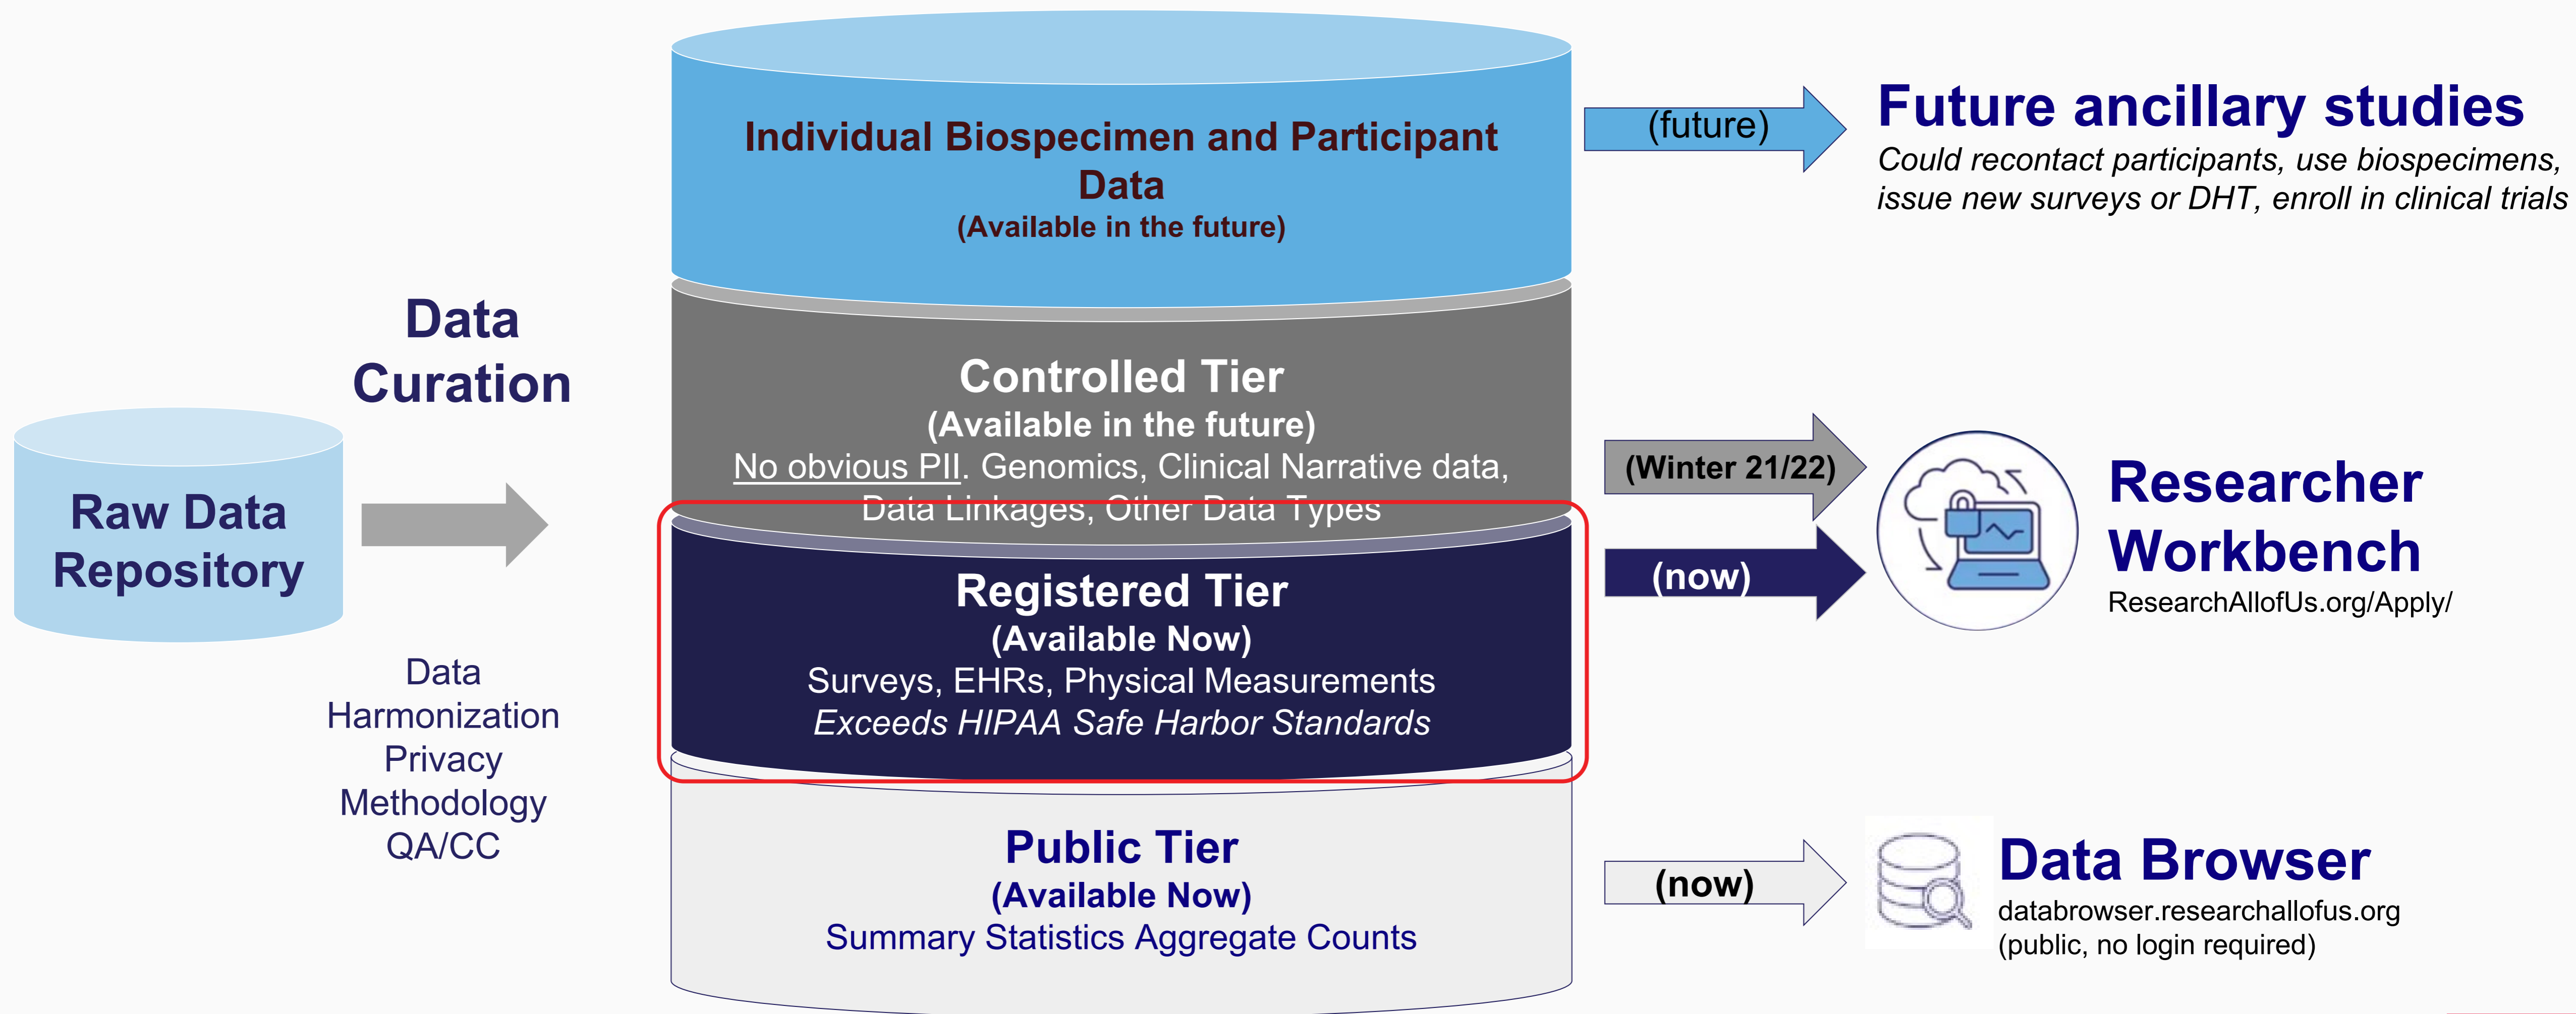 Raw Data
Repository
Data
Curation
Data
Harmonization
Privacy
Methodology
QA/CC
Individual Biospecimen and Participant
Data
(Available in the future)
Controlled Tier
(Available in the future)
No obvious PII. Genomics, Clinical Narrative data,
Data Linkages, Other Data Types
Registered Tier
(Available Now)
Surveys, EHRs, Physical Measurements
Exceeds HIPAA Safe Harbor Standards
Public Tier
(Available Now)
Summary Statistics Aggregate Counts
(future)
Future ancillary studies
Could recontact participants, use biospecimens,
issue new surveys or DHT, enroll in clinical trials
(Winter 21/22)
(now)
Researcher
Workbench
ResearchAllofUs.org/Apply/
(now)
Data Browser
databrowser.researchallofus.org
(public, no login required)